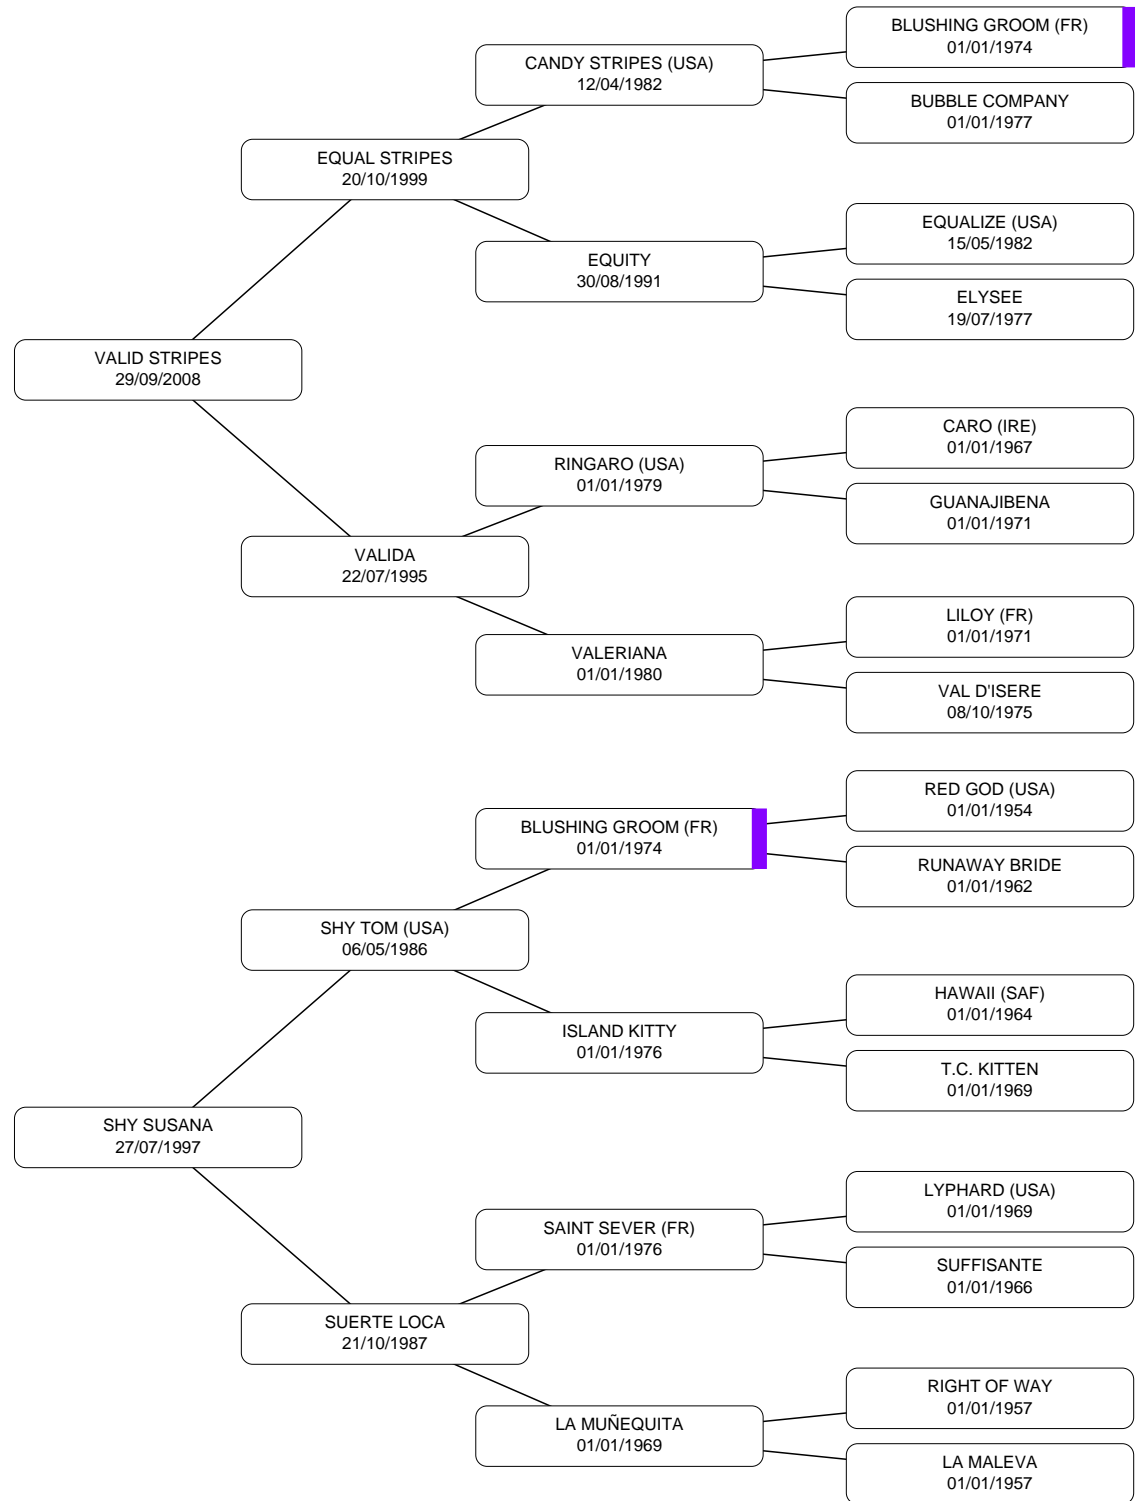 BLUSHING GROOM (FR)
01/01/1974
CANDY STRIPES (USA)
12/04/1982
BUBBLE COMPANY
01/01/1977
EQUAL STRIPES
20/10/1999
EQUALIZE (USA)
15/05/1982
EQUITY
30/08/1991
ELYSEE
19/07/1977
VALID STRIPES
29/09/2008
CARO (IRE)
01/01/1967
RINGARO (USA)
01/01/1979
GUANAJIBENA
01/01/1971
VALIDA
22/07/1995
LILOY (FR)
01/01/1971
VALERIANA
01/01/1980
VAL D'ISERE
08/10/1975
RED GOD (USA)
01/01/1954
BLUSHING GROOM (FR)
01/01/1974
RUNAWAY BRIDE
01/01/1962
SHY TOM (USA)
06/05/1986
HAWAII (SAF)
01/01/1964
ISLAND KITTY
01/01/1976
T.C. KITTEN
01/01/1969
SHY SUSANA
27/07/1997
LYPHARD (USA)
01/01/1969
SAINT SEVER (FR)
01/01/1976
SUFFISANTE
01/01/1966
SUERTE LOCA
21/10/1987
RIGHT OF WAY
01/01/1957
LA MUÑEQUITA
01/01/1969
LA MALEVA
01/01/1957